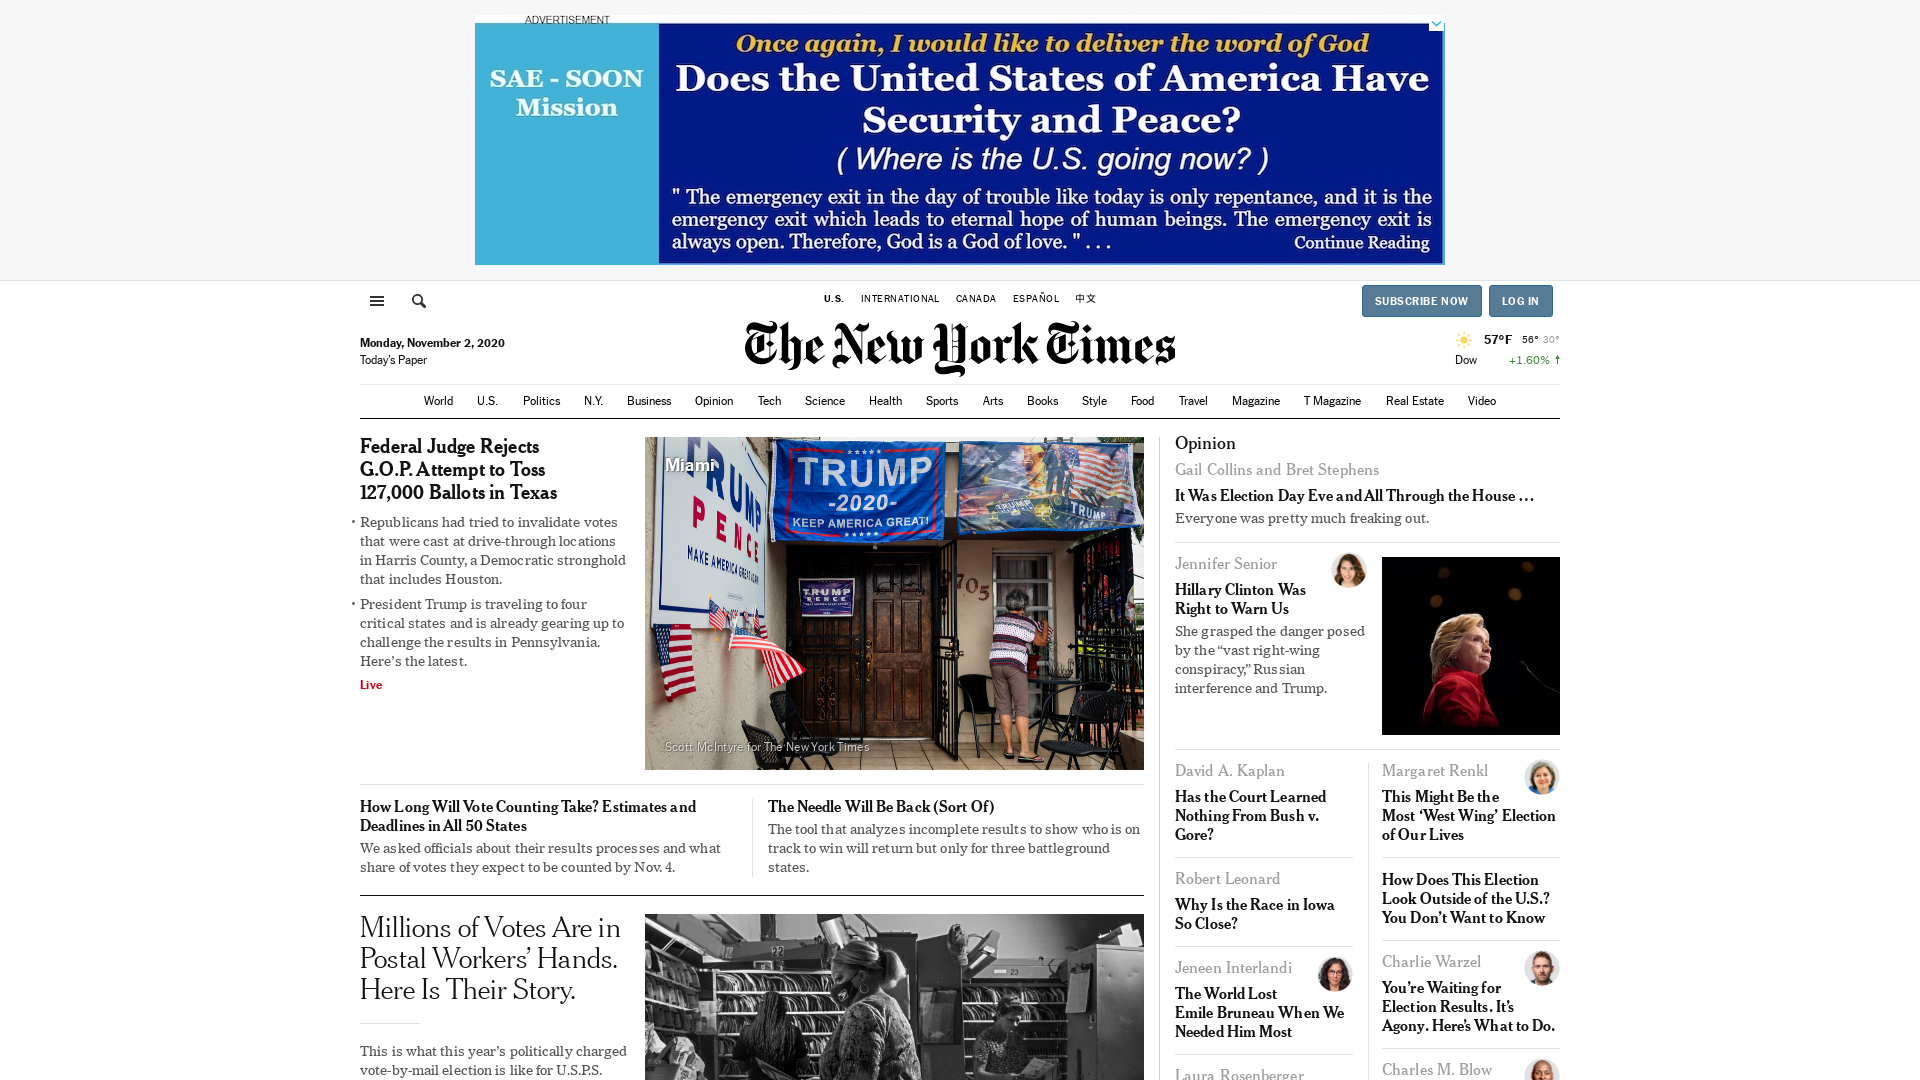 ADVERTISEMENT
SAE - SOON
Mission
Once again, I would like to deliver the word of God
Does the United States of America Have
Security and Peace?
( Where is the U.S. going now? )
" The emergency exit in the day of trouble like today is only repentance, and it is the
emergency exit which leads to eternal hope of human beings. The emergency exit is
always open. Therefore, God is a God of love. " . . .
Continue Reading
U.S.
INTERNATIONAL
CANADA
ESPAÑOL
中文
SUBSCRIBE NOW
LOG IN
Monday, November 2, 2020
Today's Paper
The New York Times
57°F 56° 30°
Dow +1.60% ↑
World U.S. Politics N.Y. Business Opinion Tech Science Health Sports Arts Books Style Food Travel Magazine T Magazine Real Estate Video
Federal Judge Rejects
G.O.P. Attempt to Toss
127,000 Ballots in Texas
Republicans had tried to invalidate votes
that were cast at drive-through locations
in Harris County, a Democratic stronghold
that includes Houston.
President Trump is traveling to four
critical states and is already gearing up to
challenge the results in Pennsylvania.
Here's the latest.
Live
Miami
TRUMP
PENCE
MAKE AMERICA GREAT AGAIN
TRUMP
-2020-
KEEP AMERICA GREAT!
TRUMP
TRUMP
TRUMP
PENCE
9705
Scott McIntyre for The New York Times
How Long Will Vote Counting Take? Estimates and
Deadlines in All 50 States
We asked officials about their results processes and what
share of votes they expect to be counted by Nov. 4.
The Needle Will Be Back (Sort Of)
The tool that analyzes incomplete results to show who is on
track to win will return but only for three battleground
states.
Millions of Votes Are in
Postal Workers' Hands.
Here Is Their Story.
This is what this year's politically charged
vote-by-mail election is like for U.S.P.S.
22
23
Opinion
Gail Collins and Bret Stephens
It Was Election Day Eve and All Through the House …
Everyone was pretty much freaking out.
Jennifer Senior
Hillary Clinton Was
Right to Warn Us
She grasped the danger posed
by the “vast right-wing
conspiracy,” Russian
interference and Trump.
David A. Kaplan
Has the Court Learned
Nothing From Bush v.
Gore?
Robert Leonard
Why Is the Race in Iowa
So Close?
Jeneen Interlandi
The World Lost
Emile Bruneau When We
Needed Him Most
Laura Rosenberger
Margaret Renkl
This Might Be the
Most ‘West Wing’ Election
of Our Lives
How Does This Election
Look Outside of the U.S.?
You Don’t Want to Know
Charlie Warzel
You’re Waiting for
Election Results. It’s
Agony. Here’s What to Do.
Charles M. Blow